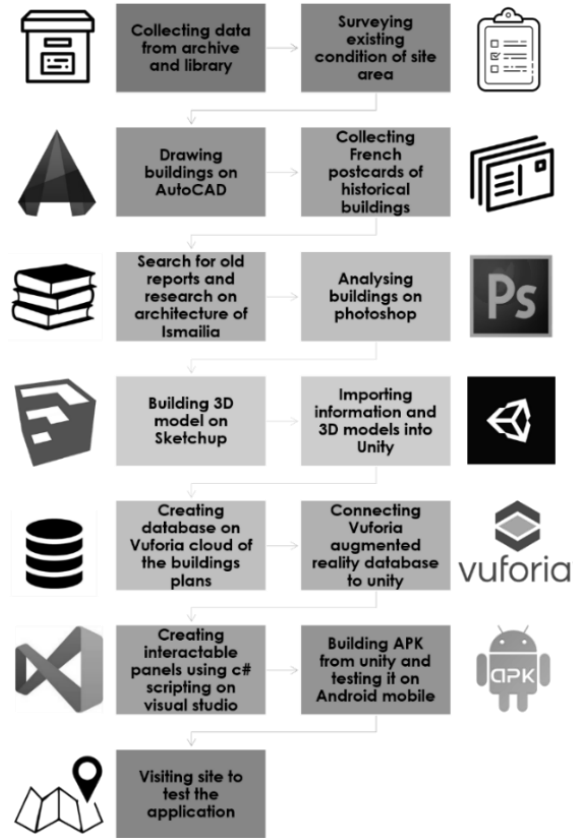 Collecting data
from archive
and library
Surveying
existing
condition of site
area
Drawing
buildings on
AutoCAD
Collecting
French
postcards of
historical
buildings
Search for old
reports and
research on
architecture of
Ismailia
Analysing
buildings on
photoshop
Ps
Building 3D
model on
Sketchup
Importing
information and
3D models into
Unity
Creating
database on
Vuforia cloud of
the buildings
plans
Connecting
Vuforia
augmented
reality database
to unity
vuforia
Creating
interactable
panels using c#
scripting on
visual studio
Building APK
from unity and
testing it on
Android mobile
APK
Visiting site to
test the
application